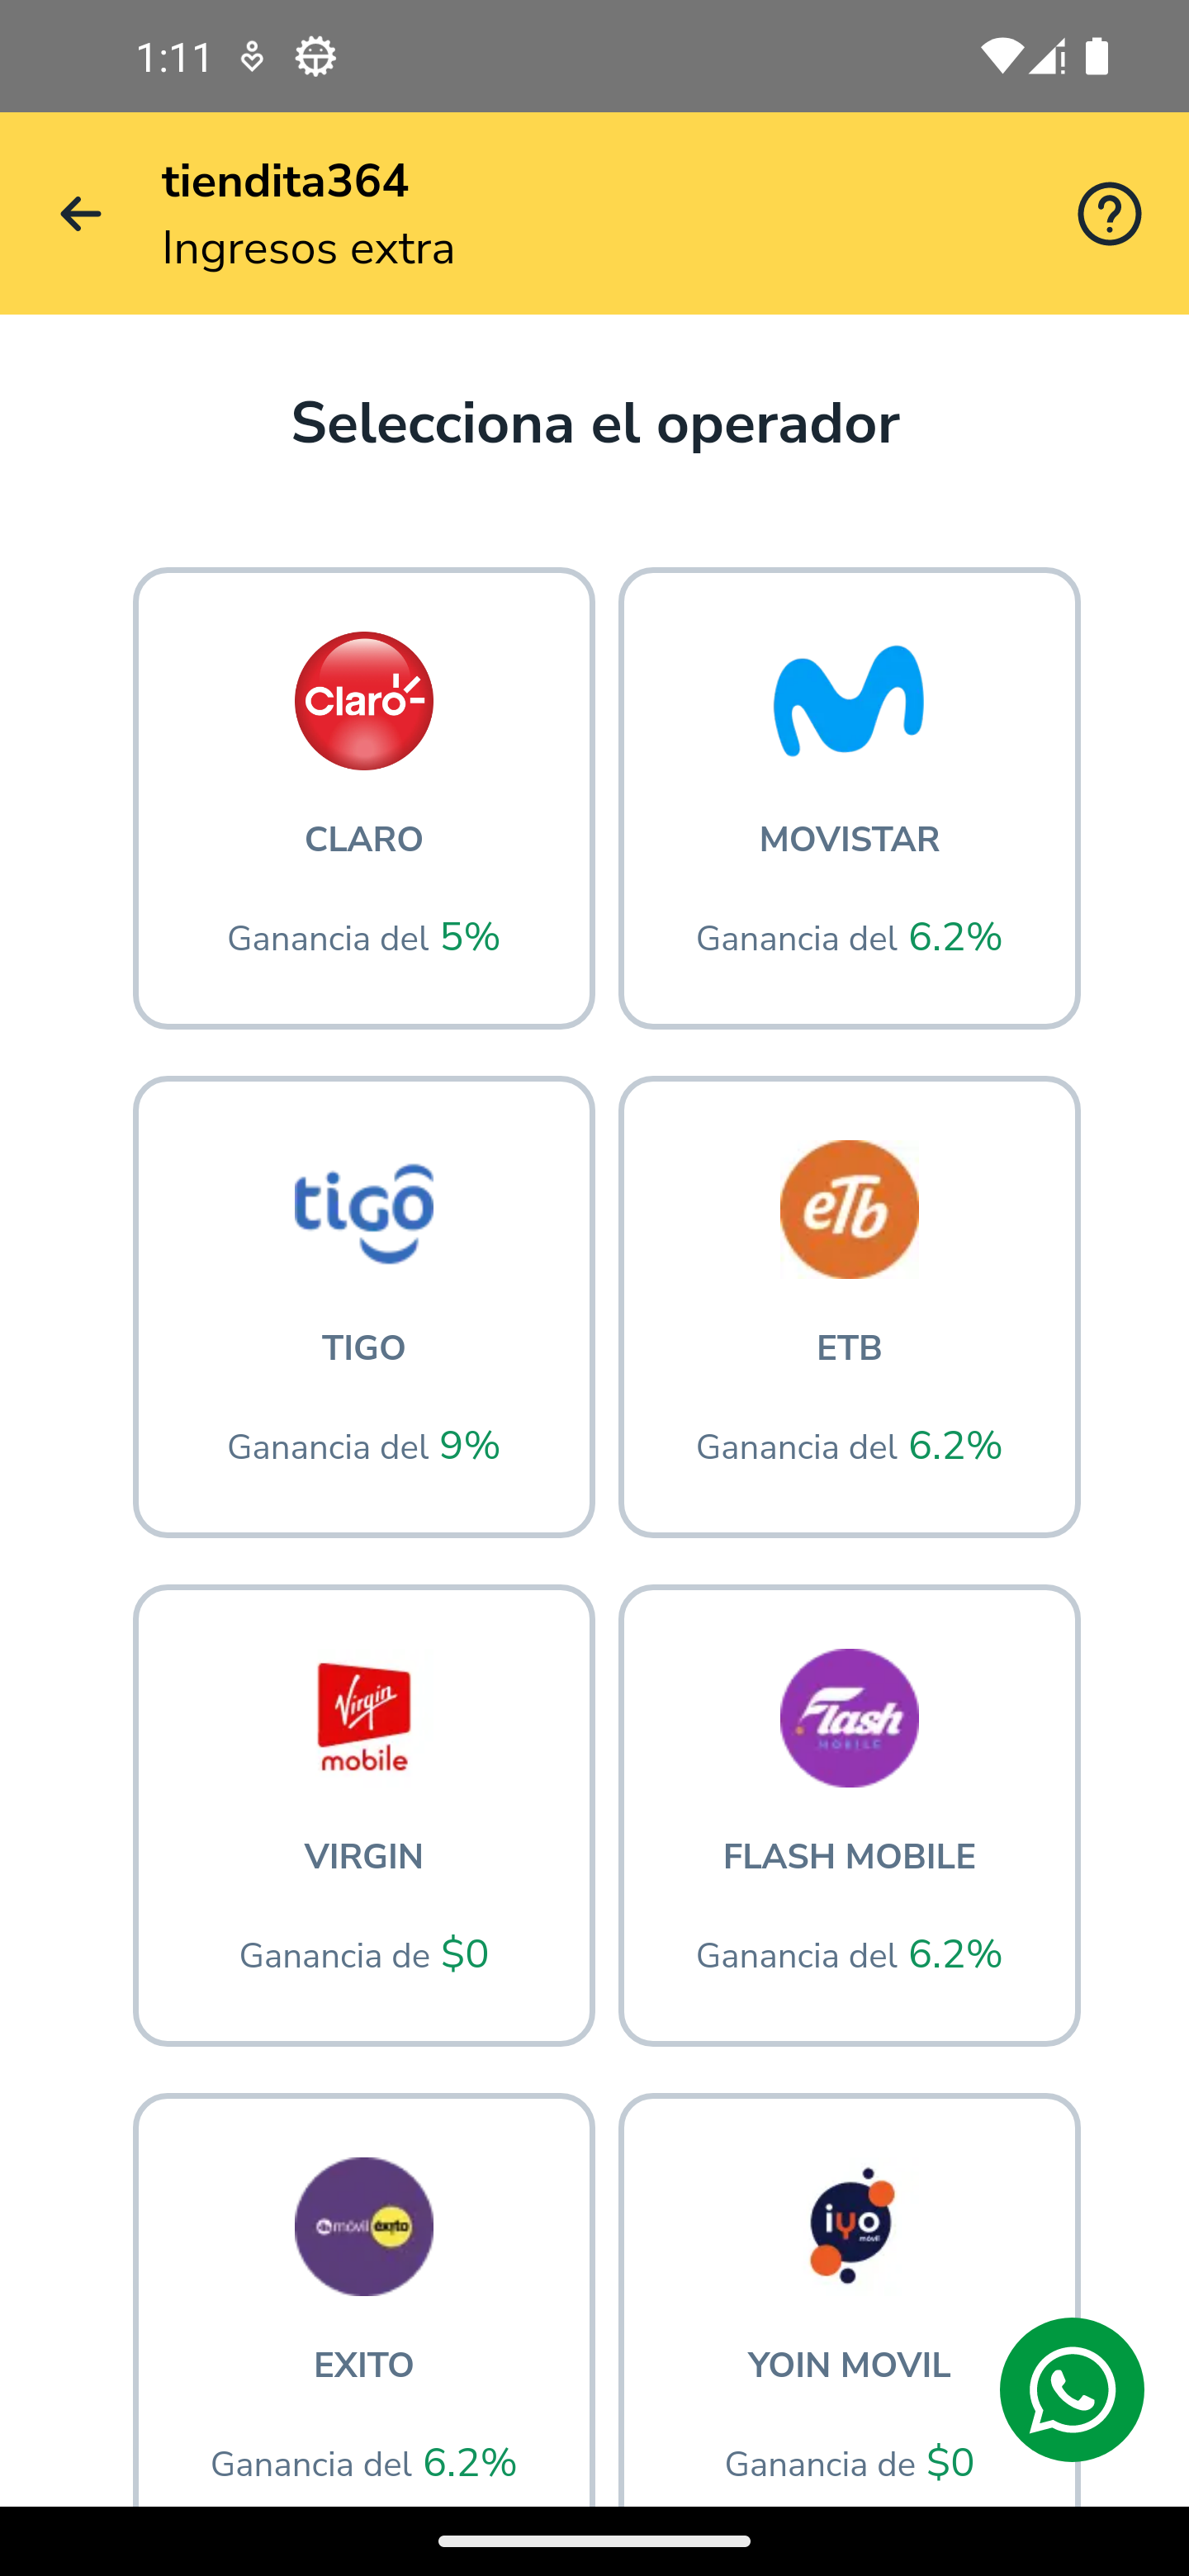 1:11
tiendita364
Ingresos extra
Selecciona el operador
Claro
CLARO
Ganancia del 5%
MOVISTAR
Ganancia del 6.2%
tigo
TIGO
Ganancia del 9%
eTb
ETB
Ganancia del 6.2%
Virgin
mobile
VIRGIN
Ganancia de $0
Flash
MOBILE
FLASH MOBILE
Ganancia del 6.2%
móvil éxito
EXITO
Ganancia del 6.2%
iyo
móvil
YOIN MOVIL
Ganancia de $0